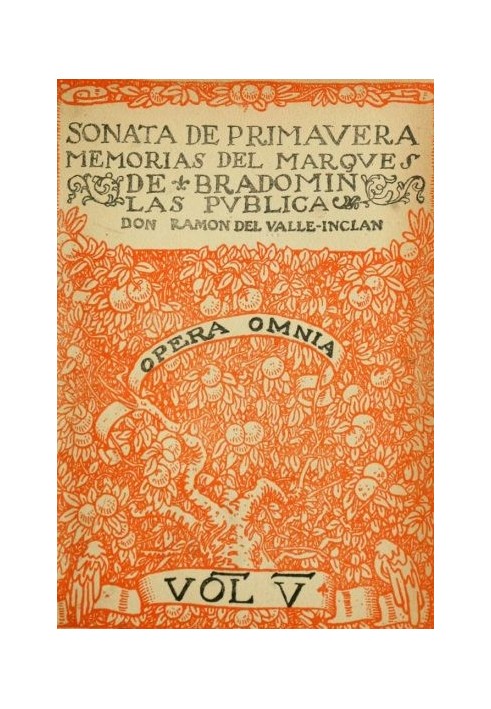 SONATA DE PRIMAVERA
MEMORIAS DEL MARQVES
DE BRADOMIN
LAS PVBLICA
DON RAMON DEL VALLE-INCLAN
OPERA OMNIA
VOL V